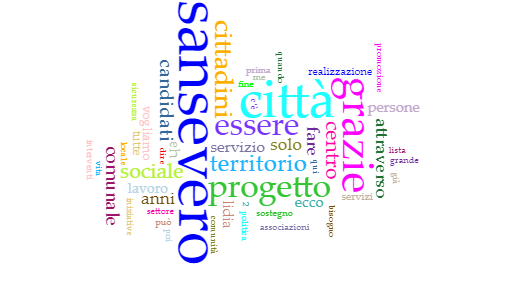 sansevero
città
grazie
progetto
essere
territorio
cittadini
sociale
comunale
candidati
centro
fare
attraverso
persone
servizio
solo
anni
lavoro
ecco
lidia
eh
tutte
vogliamo
realizzazione
promozione
quando
prima
me
fine
c'è
sicurezza
locale
dire
vita
interventi
iniziative
settore
può
poi
comunità
2
politica
sostegno
associazioni
bisogno
servizi
qui
lista
grande
già